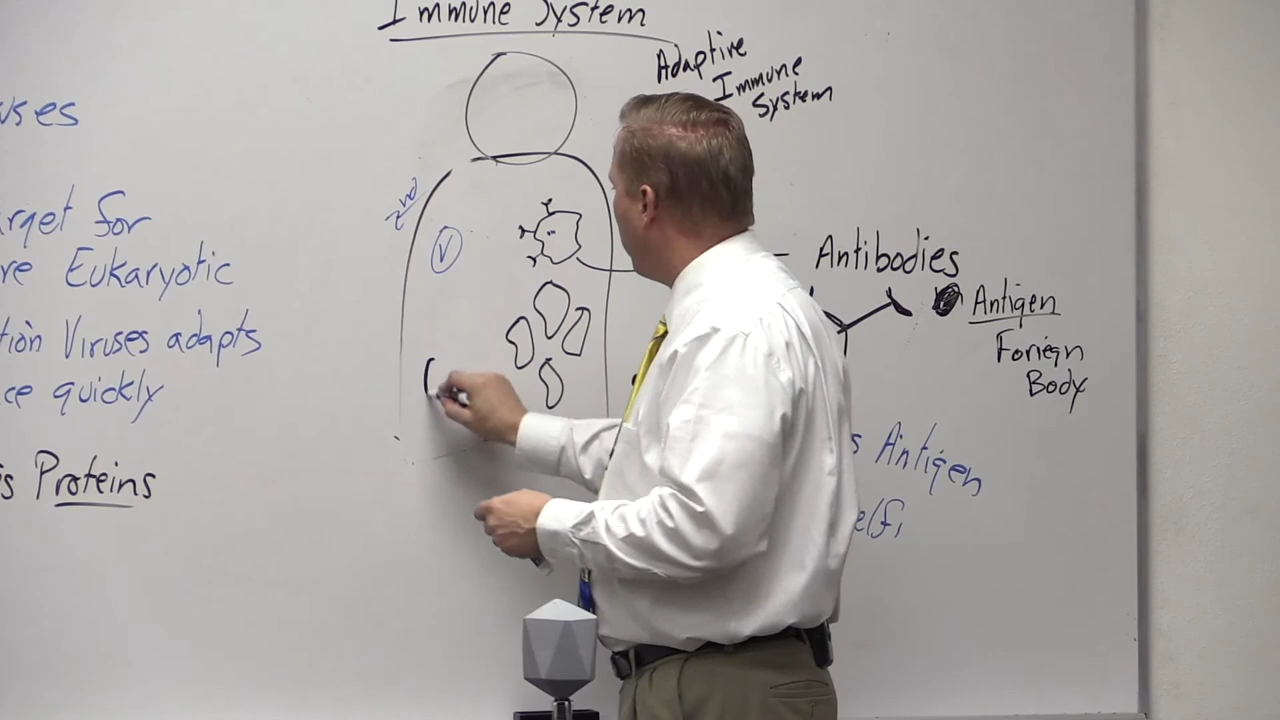 Immune System
Adaptive
Immune
System
uses
2nd
rget for
re Eukaryotic
tion Viruses adapts
ce quickly
s Proteins
V
Antibodies
Antigen
Foriegn
Body
s Antigen
elf,